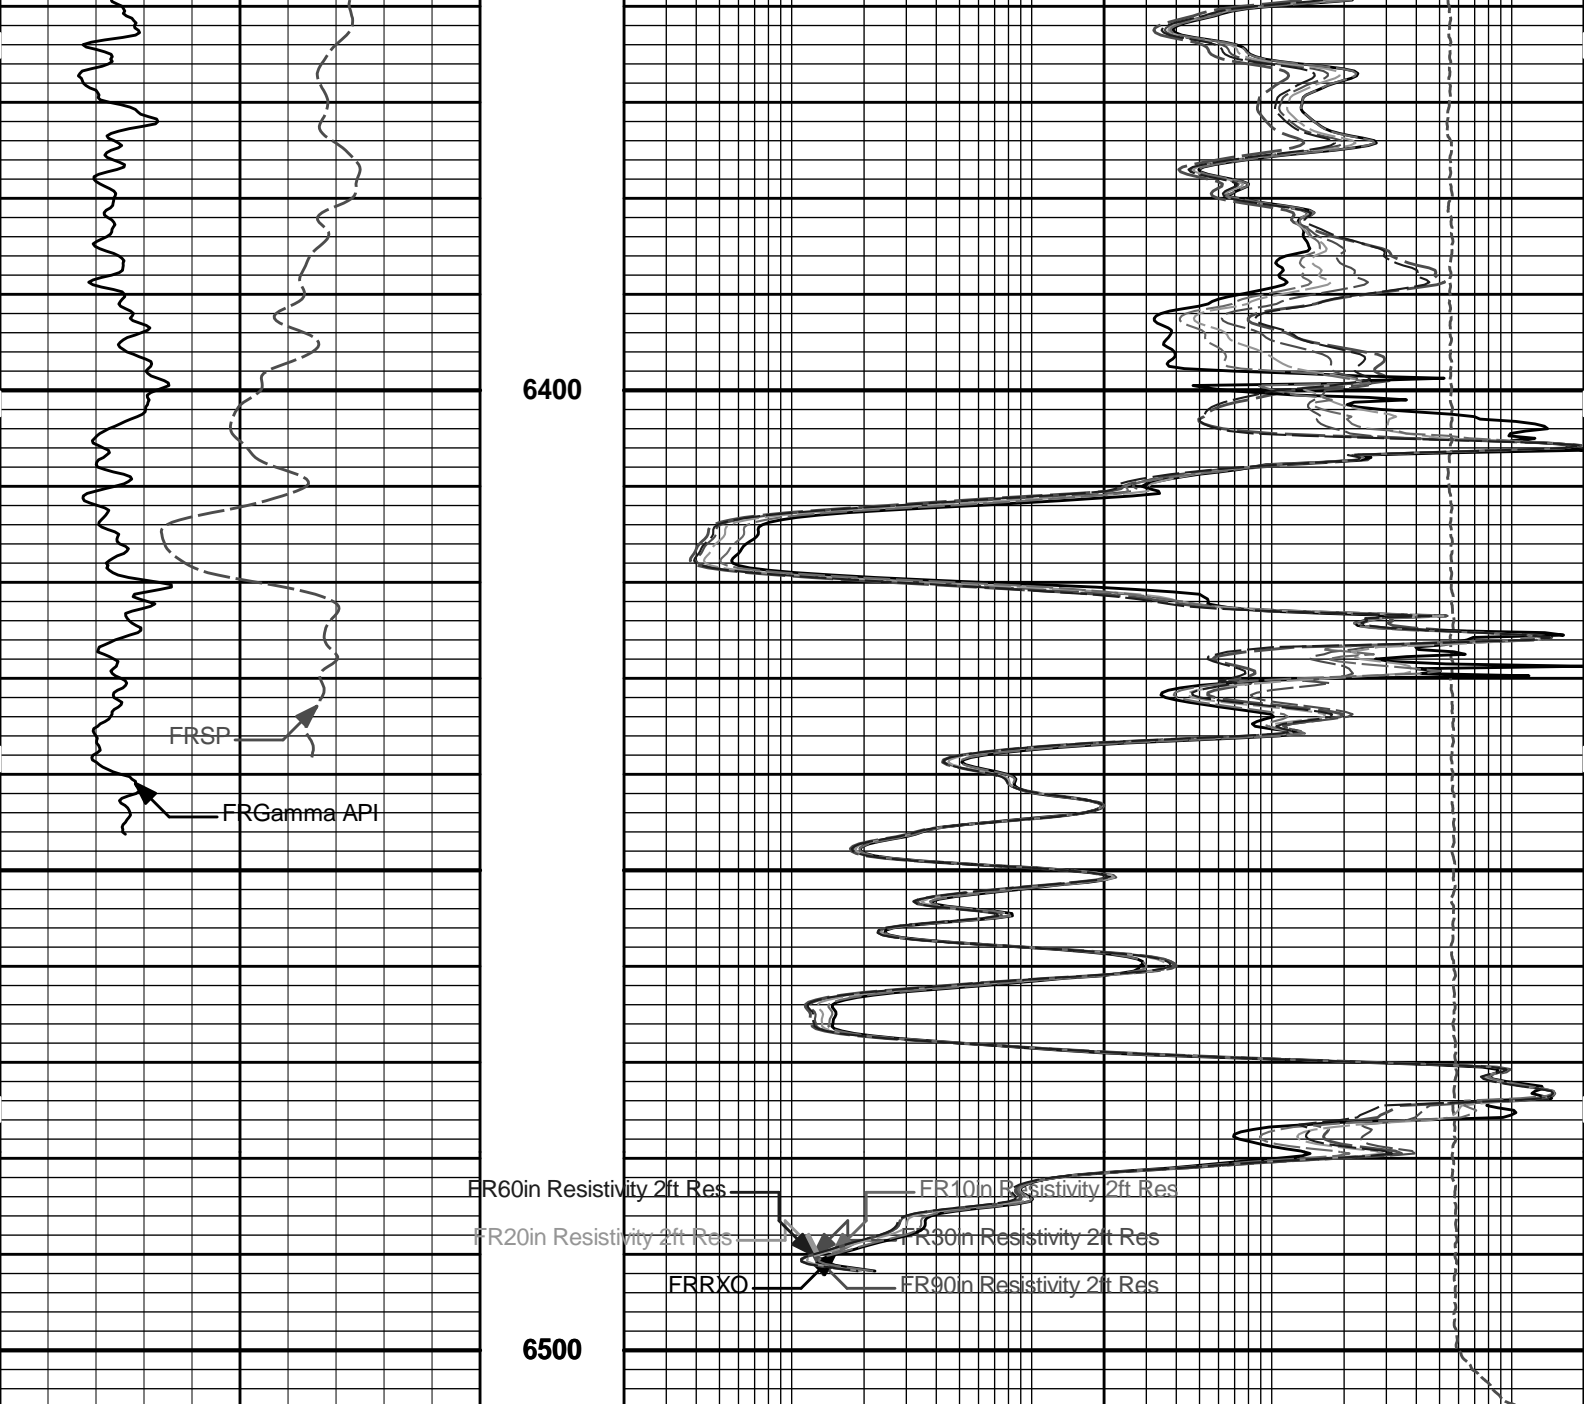 6400
FRSP
FRGamma API
FR60in Resistivity 2ft Res
FR10in Resistivity 2ft Res
FR20in Resistivity 2ft Res
FR30in Resistivity 2ft Res
FRRXO
FR90in Resistivity 2ft Res
6500